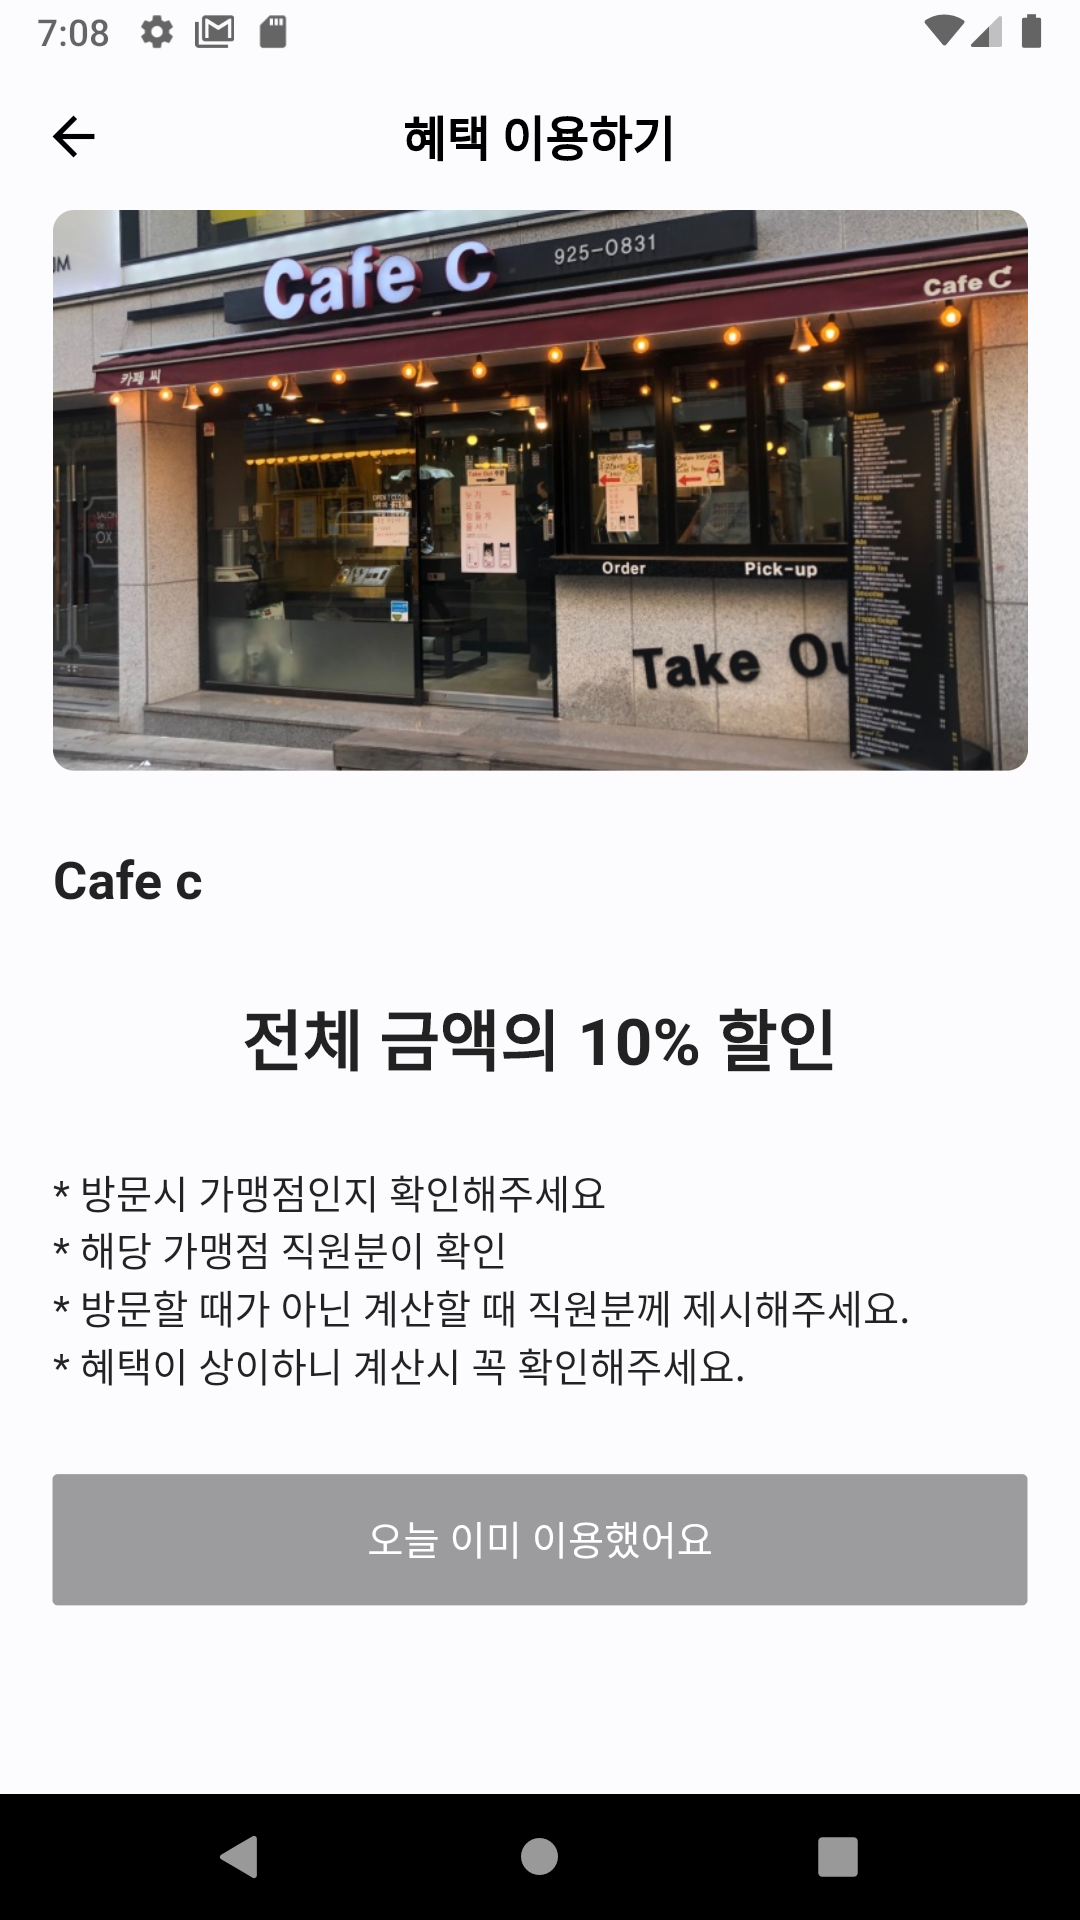 7:08
혜택 이용하기
Cafe C
925-0831
Cafe C
카페 씨
SALON
de
OX
Order
Pick-up
Take Ou
Cafe c
전체 금액의 10% 할인
* 방문시 가맹점인지 확인해주세요
* 해당 가맹점 직원분이 확인
* 방문할 때가 아닌 계산할 때 직원분께 제시해주세요.
* 혜택이 상이하니 계산시 꼭 확인해주세요.
오늘 이미 이용했어요